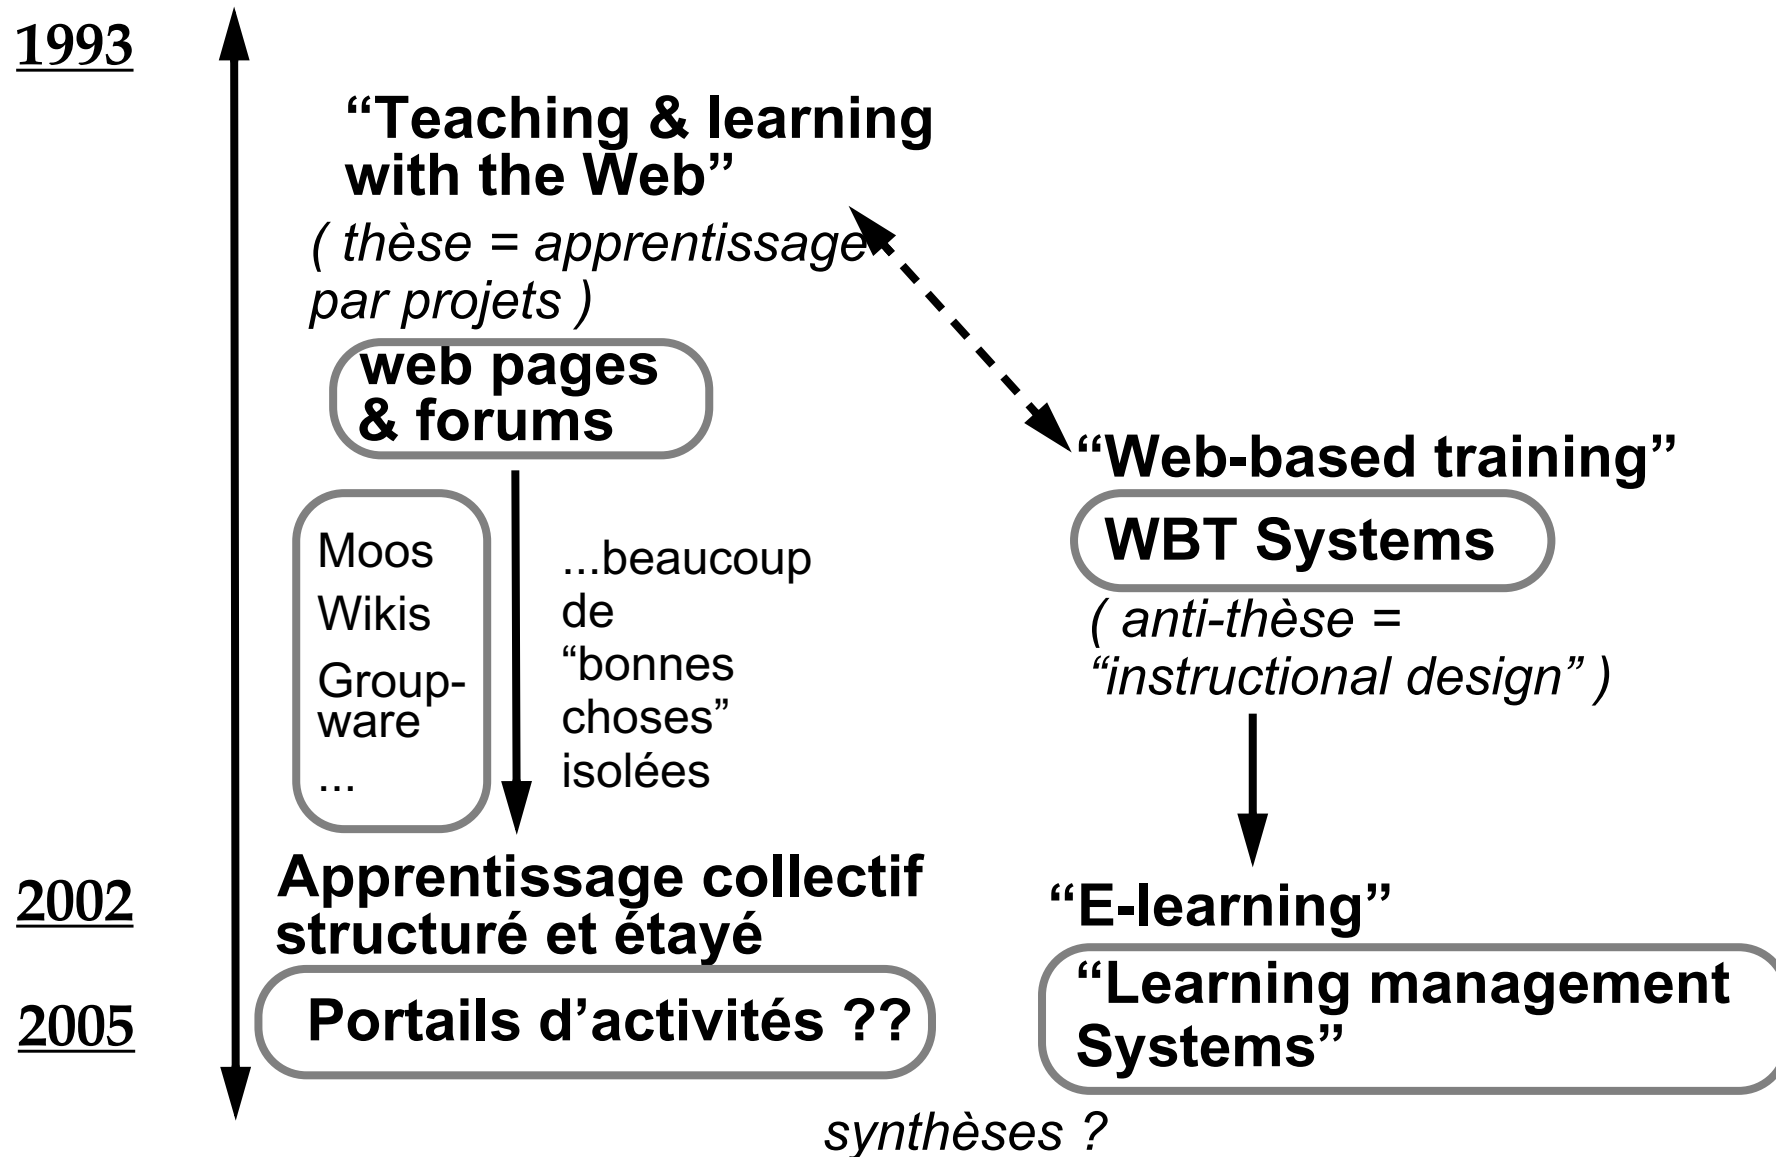 1993
“Teaching & learning
with the Web”
( thèse = apprentissage
par projets )
web pages
& forums
Moos
Wikis
Group-
ware
...
...beaucoup
de
“bonnes
choses”
isolées
“Web-based training”
WBT Systems
( anti-thèse =
“instructional design” )
2002
Apprentissage collectif
structuré et étayé
“E-learning”
2005
Portails d’activités ??
“Learning management
Systems”
synthèses ?